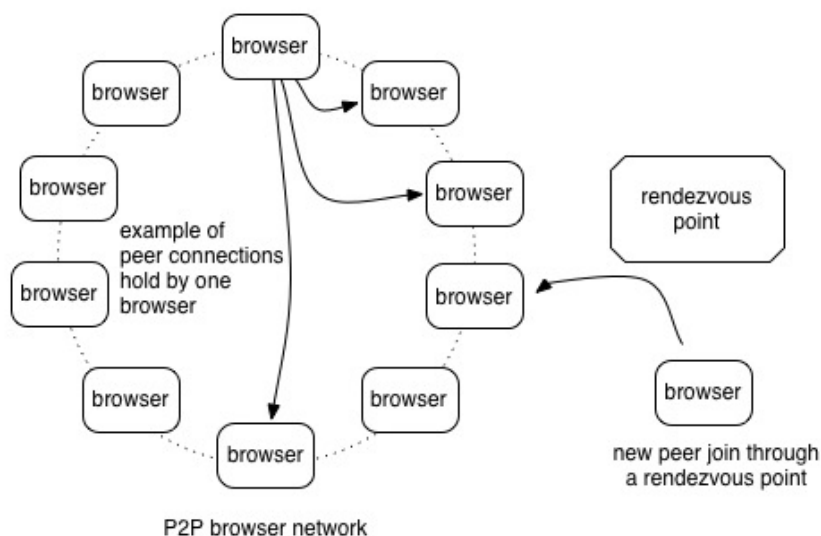 browser
browser
browser
browser
browser
rendezvous
point
example of
peer connections
hold by one
browser
browser
browser
browser
browser
browser
browser
new peer join through
a rendezvous point
P2P browser network